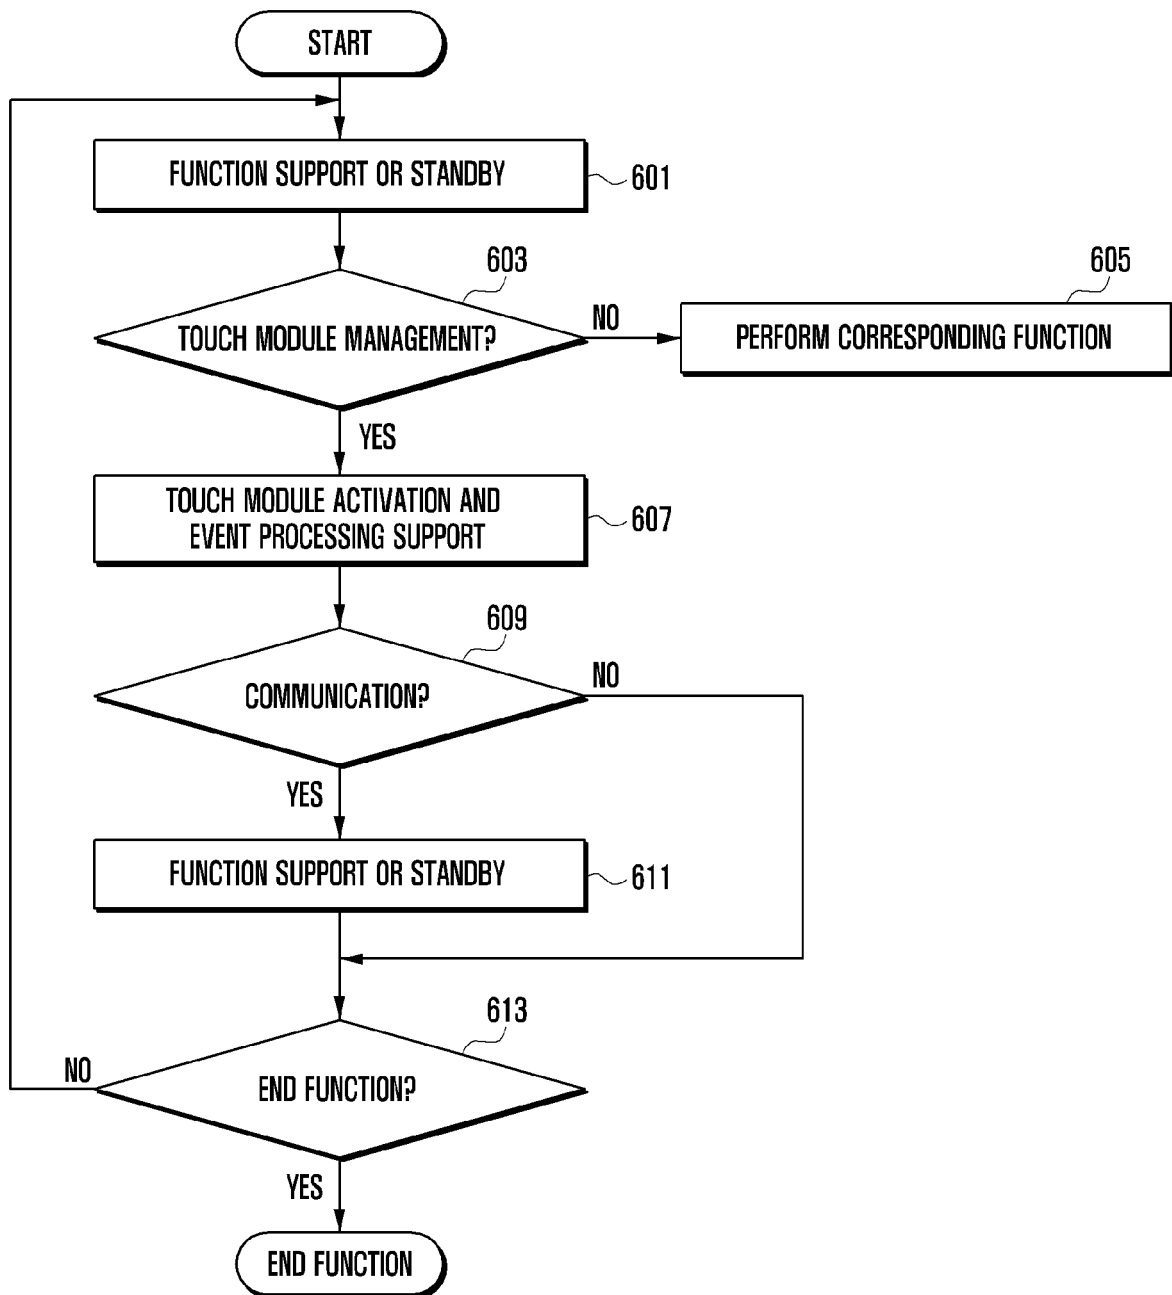 START
FUNCTION SUPPORT OR STANDBY
601
603
TOUCH MODULE MANAGEMENT?
NO
605
PERFORM CORRESPONDING FUNCTION
YES
TOUCH MODULE ACTIVATION AND
EVENT PROCESSING SUPPORT
607
609
COMMUNICATION?
NO
YES
FUNCTION SUPPORT OR STANDBY
611
613
END FUNCTION?
NO
YES
END FUNCTION